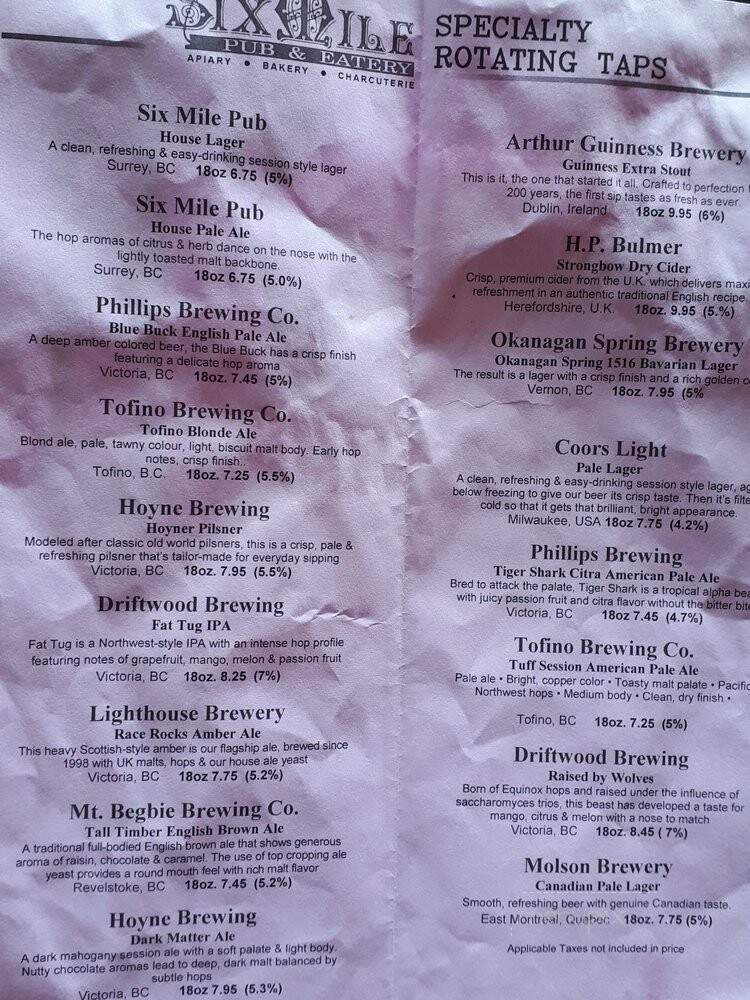 SIX MILE
PUB & EATERY
APIARY • BAKERY • CHARCUTERIE
Six Mile Pub
House Lager
A clean, refreshing & easy-drinking session style lager
Surrey, BC 18oz 6.75 (5%)
Six Mile Pub
House Pale Ale
The hop aromas of citrus & herb dance on the nose with the
lightly toasted malt backbone
Surrey, BC 18oz 6.75 (5.0%)
Phillips Brewing Co.
Blue Buck English Pale Ale
A deep amber colored beer, the Blue Buck has a crisp finish
featuring a delicate hop aroma
Victoria, BC 18oz. 7.45 (5%)
Tofino Brewing Co.
Tofino Blonde Ale
Blond ale, pale, tawny colour, light, biscuit malt body. Early hop
notes, crisp finish..
Tofino, B.C. 18oz. 7.25 (5.5%)
Hoyne Brewing
Hoyner Pilsner
Modeled after classic old world pilsners, this is a crisp, pale &
refreshing pilsner that's tailor-made for everyday sipping
Victoria, BC 18oz. 7.95 (5.5%)
Driftwood Brewing
Fat Tug IPA
Fat Tug is a Northwest-style IPA with an intense hop profile
featuring notes of grapefruit, mango, melon & passion fruit
Victoria, BC 18oz. 8.25 (7%)
Lighthouse Brewery
Race Rocks Amber Ale
This heavy Scottish-style amber is our flagship ale, brewed since
1998 with UK malts, hops & our house ale yeast
Victoria, BC 18oz 7.75 (5.2%)
Mt. Begbie Brewing Co.
Tall Timber English Brown Ale
A traditional full-bodied English brown ale that shows generous
aroma of raisin, chocolate & caramel. The use of top cropping ale
yeast provides a round mouth feel with rich malt flavor
Revelstoke, BC 18oz. 7.45 (5.2%)
Hoyne Brewing
Dark Matter Ale
A dark mahogany session ale with a soft palate & light body.
Nutty chocolate aromas lead to deep, dark malt balanced by
subtle hops
Victoria, BC 18oz 7.95 (5.3%)
SPECIALTY
ROTATING TAPS
Arthur Guinness Brewery
Guinness Extra Stout
This is it, the one that started it all. Crafted to perfection
200 years, the first sip tastes as fresh as ever.
Dublin, Ireland 18oz 9.95 (6%)
H.P. Bulmer
Strongbow Dry Cider
Crisp, premium cider from the U.K. which delivers maxi
refreshment in an authentic traditional English recipe.
Herefordshire, U.K. 18oz. 9.95 (5.%)
Okanagan Spring Brewery
Okanagan Spring 1516 Bavarian Lager
The result is a lager with a crisp finish and a rich golden co
Vernon, BC 18oz. 7.95 (5%
Coors Light
Pale Lager
A clean, refreshing & easy-drinking session style lager, ag
below freezing to give our beer its crisp taste. Then it's filte
cold so that it gets that brilliant, bright appearance.
Milwaukee, USA 18oz 7.75 (4.2%)
Phillips Brewing
Tiger Shark Citra American Pale Ale
Bred to attack the palate, Tiger Shark is a tropical alpha bea
with juicy passion fruit and citra flavor without the bitter bite
Victoria, BC 18oz 7.45 (4.7%)
Tofino Brewing Co.
Tuff Session American Pale Ale
Pale ale • Bright, copper color • Toasty malt palate • Pacific
Northwest hops • Medium body • Clean, dry finish •
Tofino, BC 18oz. 7.25 (5%)
Driftwood Brewing
Raised by Wolves
Born of Equinox hops and raised under the influence of
saccharomyces trios, this beast has developed a taste for
mango, citrus & melon with a nose to match
Victoria, BC 18oz. 8.45 ( 7%)
Molson Brewery
Canadian Pale Lager
Smooth, refreshing beer with genuine Canadian taste.
East Montreal, Quebec 18oz. 7.75 (5%)
Applicable Taxes not included in price